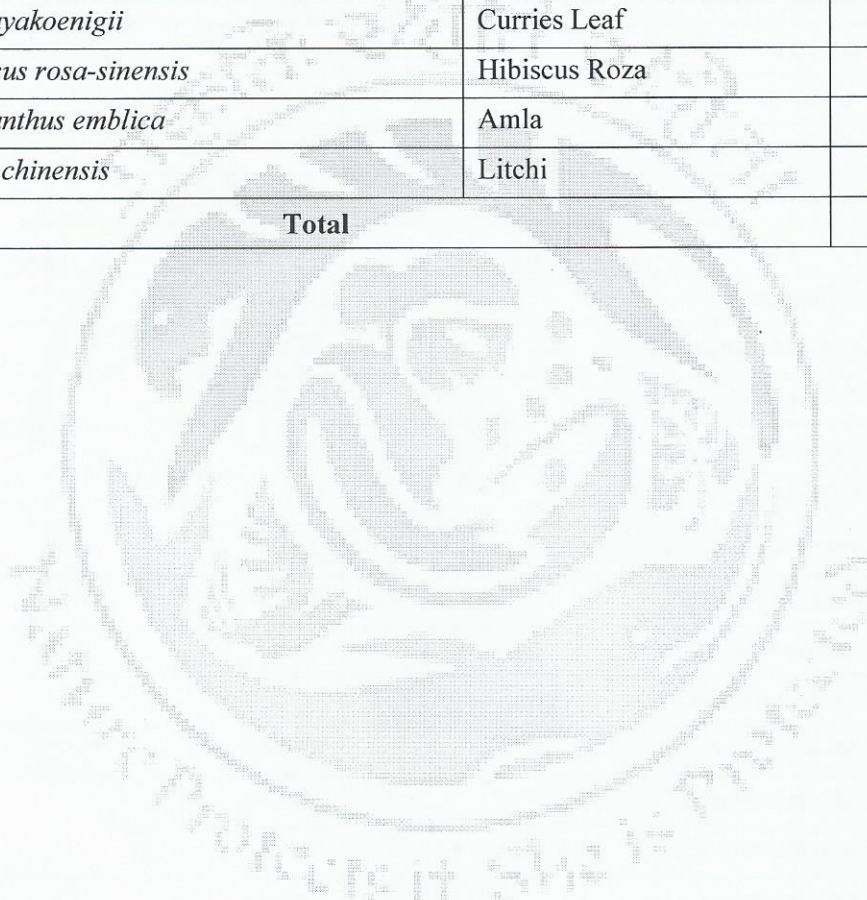 yakoenigii Curries Leaf
us rosa-sinensis Hibiscus Roza
nthus emblica Amla
chinensis Litchi
Total